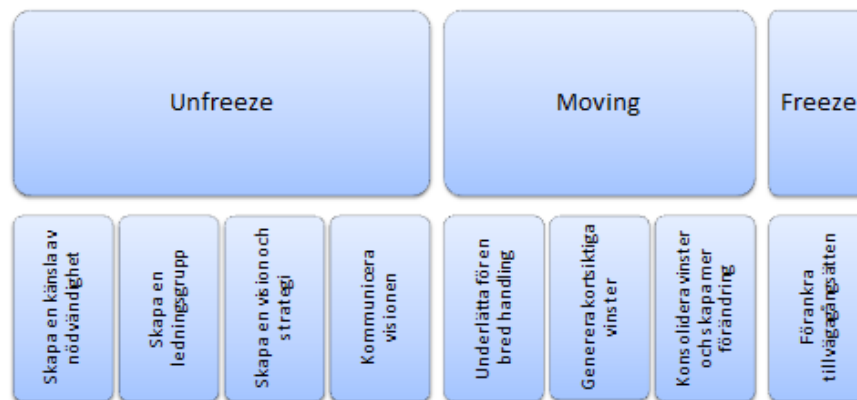 Unfreeze
Moving
Freeze
Skapa en känsla av
nödvändighet
Skapa en
ledningsgrupp
Skapa en vision och
strategi
Kommunicera
visionen
Underlätta för en
bred handling
Generera kortsiktiga
vinster
Konsolidera vinster
och skapa mer
förändring
Förankra
tillvägagångsätten